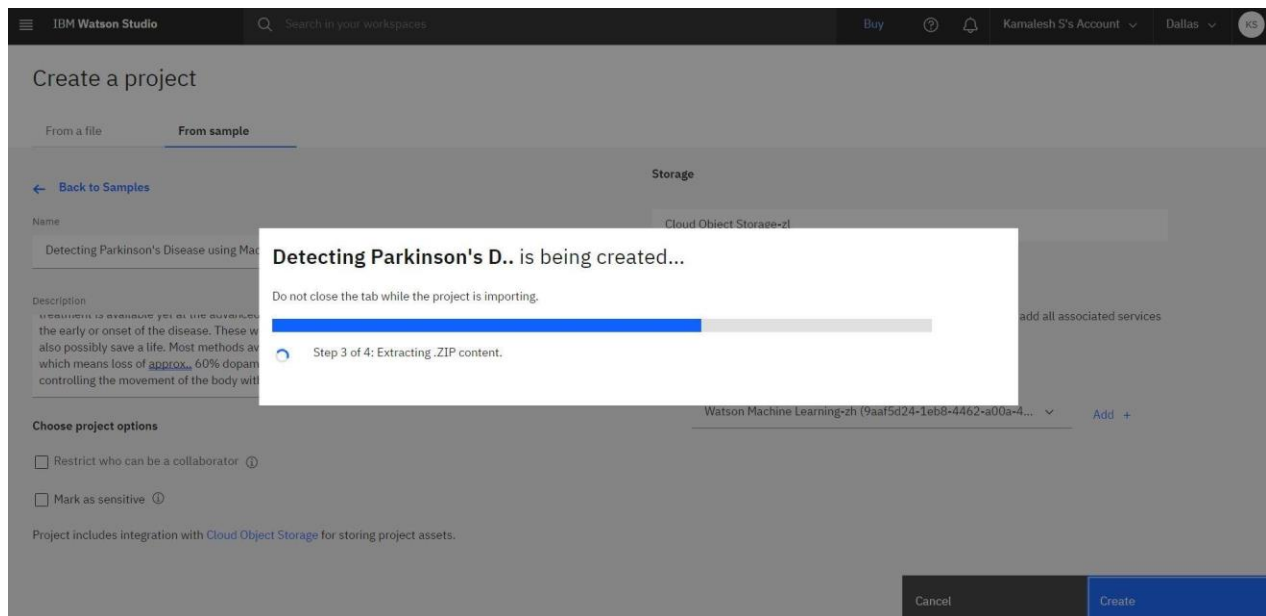 IBM Watson Studio
Search in your workspaces
Buy
Kamalesh S's Account
Dallas
KS
Create a project
From a file
From sample
Back to Samples
Name
Detecting Parkinson's Disease using Mac
Description
the early or onset of the disease. These w
also possibly save a life. Most methods av
which means loss of approx.. 60% dopam
controlling the movement of the body wit
Choose project options
Restrict who can be a collaborator
Mark as sensitive
Project includes integration with Cloud Object Storage for storing project assets.
Storage
Cloud Object Storage-zl
Detecting Parkinson's D.. is being created...
Do not close the tab while the project is importing.
Step 3 of 4: Extracting .ZIP content.
add all associated services
Watson Machine Learning-zh (9aaf5d24-1eb8-4462-a00a-4...
Add +
Cancel
Create